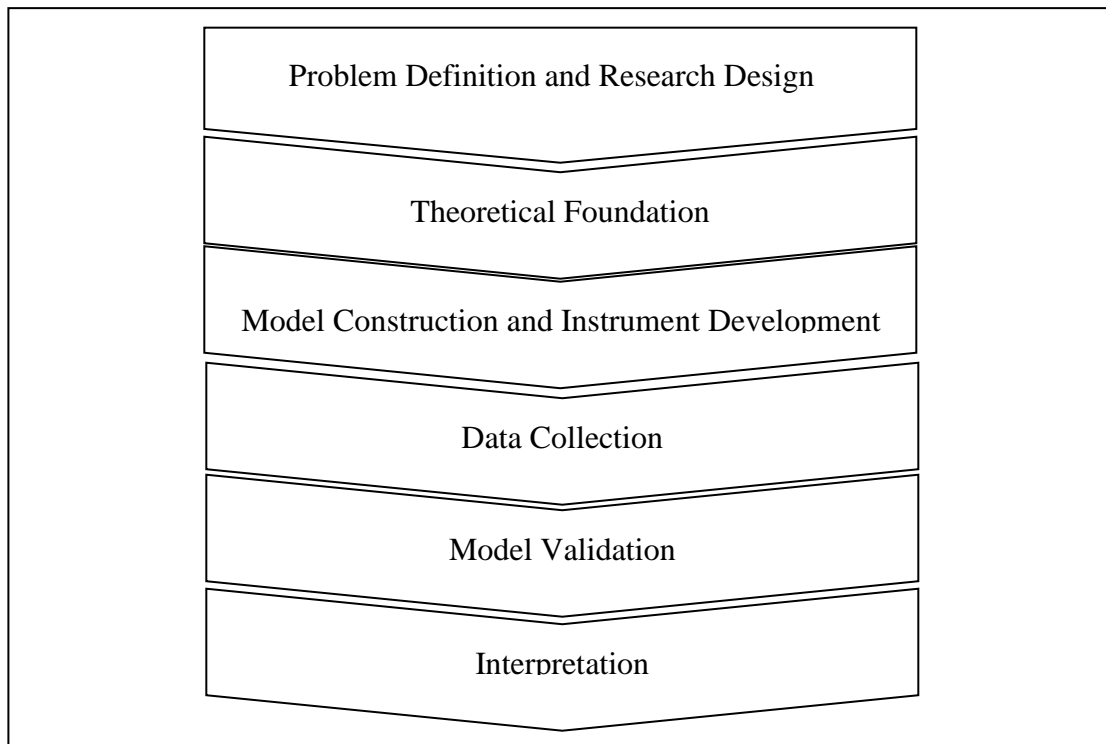 Problem Definition and Research Design
Theoretical Foundation
Model Construction and Instrument Development
Data Collection
Model Validation
Interpretation